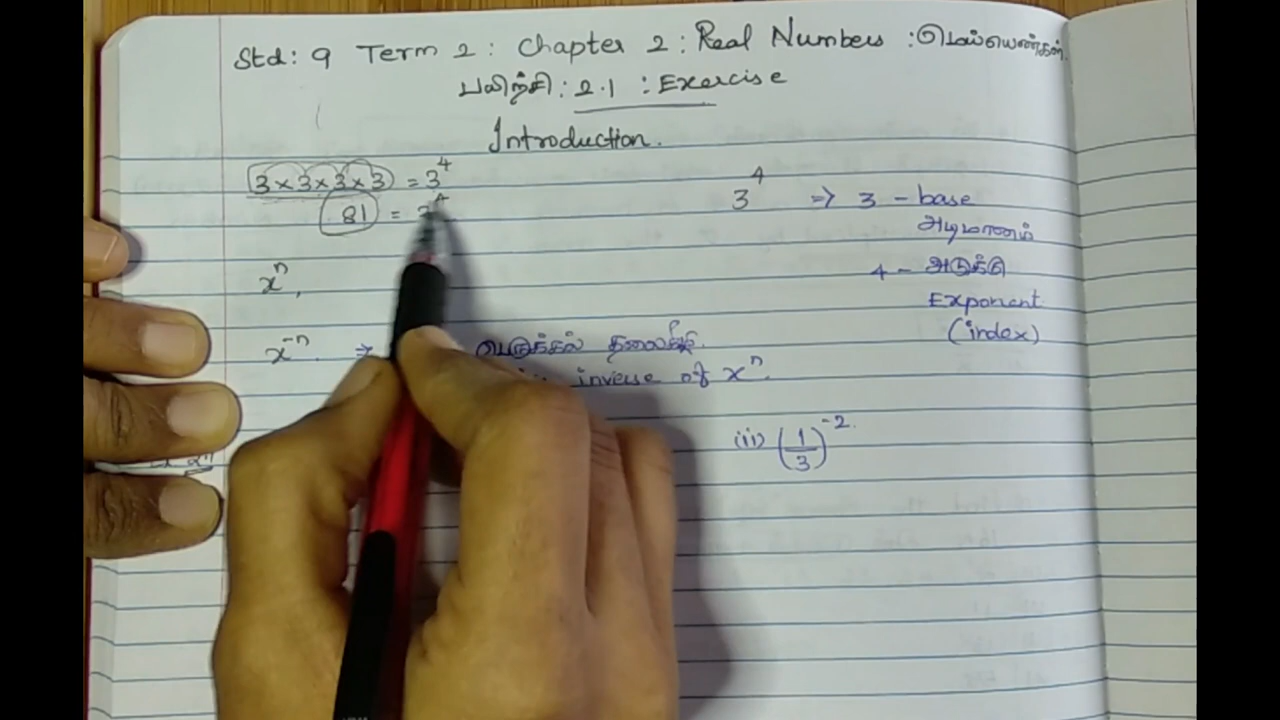 Std: 9 Term 2 : Chapter 2 : Real Numbers : மெய்யெண்கள்.
பயிற்சி : 2.1 : Exercise
Introduction.
3 × 3 × 3 × 3 = 3⁴
81 = 3⁴
3⁴ ⇒ 3 - base
அடிமானம்
4 - அடுக்கு
Exponent
(index)
xⁿ,
x⁻ⁿ. ⇒ பெருக்கல் தலைகீழ்.
inverse of xⁿ.
(ii) (1/3)⁻².